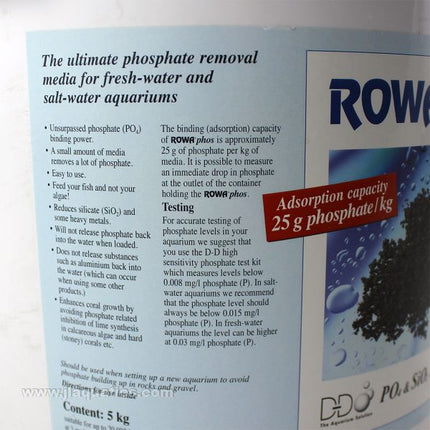 The ultimate phosphate removal
media for fresh-water and
salt-water aquariums
• Unsurpassed phosphate (PO₄)
binding power.
• A small amount of media
removes a lot of phosphate.
• Easy to use.
• Feed your fish and not your
algae!
• Reduces silicate (SiO₂) and
some heavy metals.
• Will not release phosphate back
into the water when loaded.
• Does not release substances
such as aluminium back into
the water (which can occur
when using some other
products.)
• Enhances coral growth by
avoiding phosphate related
inhibition of lime synthesis
in calcareous algae and hard
(stoney) corals etc.
The binding (adsorption) capacity
of ROWA phos is approximately
25 g of phosphate per kg of
media. It is possible to measure
an immediate drop in phosphate
at the outlet of the container
holding the ROWA phos.
Testing
For accurate testing of
phosphate levels in your
aquarium we suggest that
you use the D-D high
sensitivity phosphate test kit
which measures levels below
0.008 mg/l phosphate (P). In salt-
water aquariums we recommend
that the phosphate level should
always be below 0.015 mg/l
phosphate (P). In fresh-water
aquariums the level can be higher
at 0.03 mg/l phosphate (P).
Should be used when setting up a new aquarium to avoid
phosphate building up in rocks and gravel.
Directions for use inside
Content: 5 kg
ROWA
Adsorption capacity
25 g phosphate/kg
D-D
The Aquarium Solution
PO₄ & SiO₂
www.jlaquatics.com